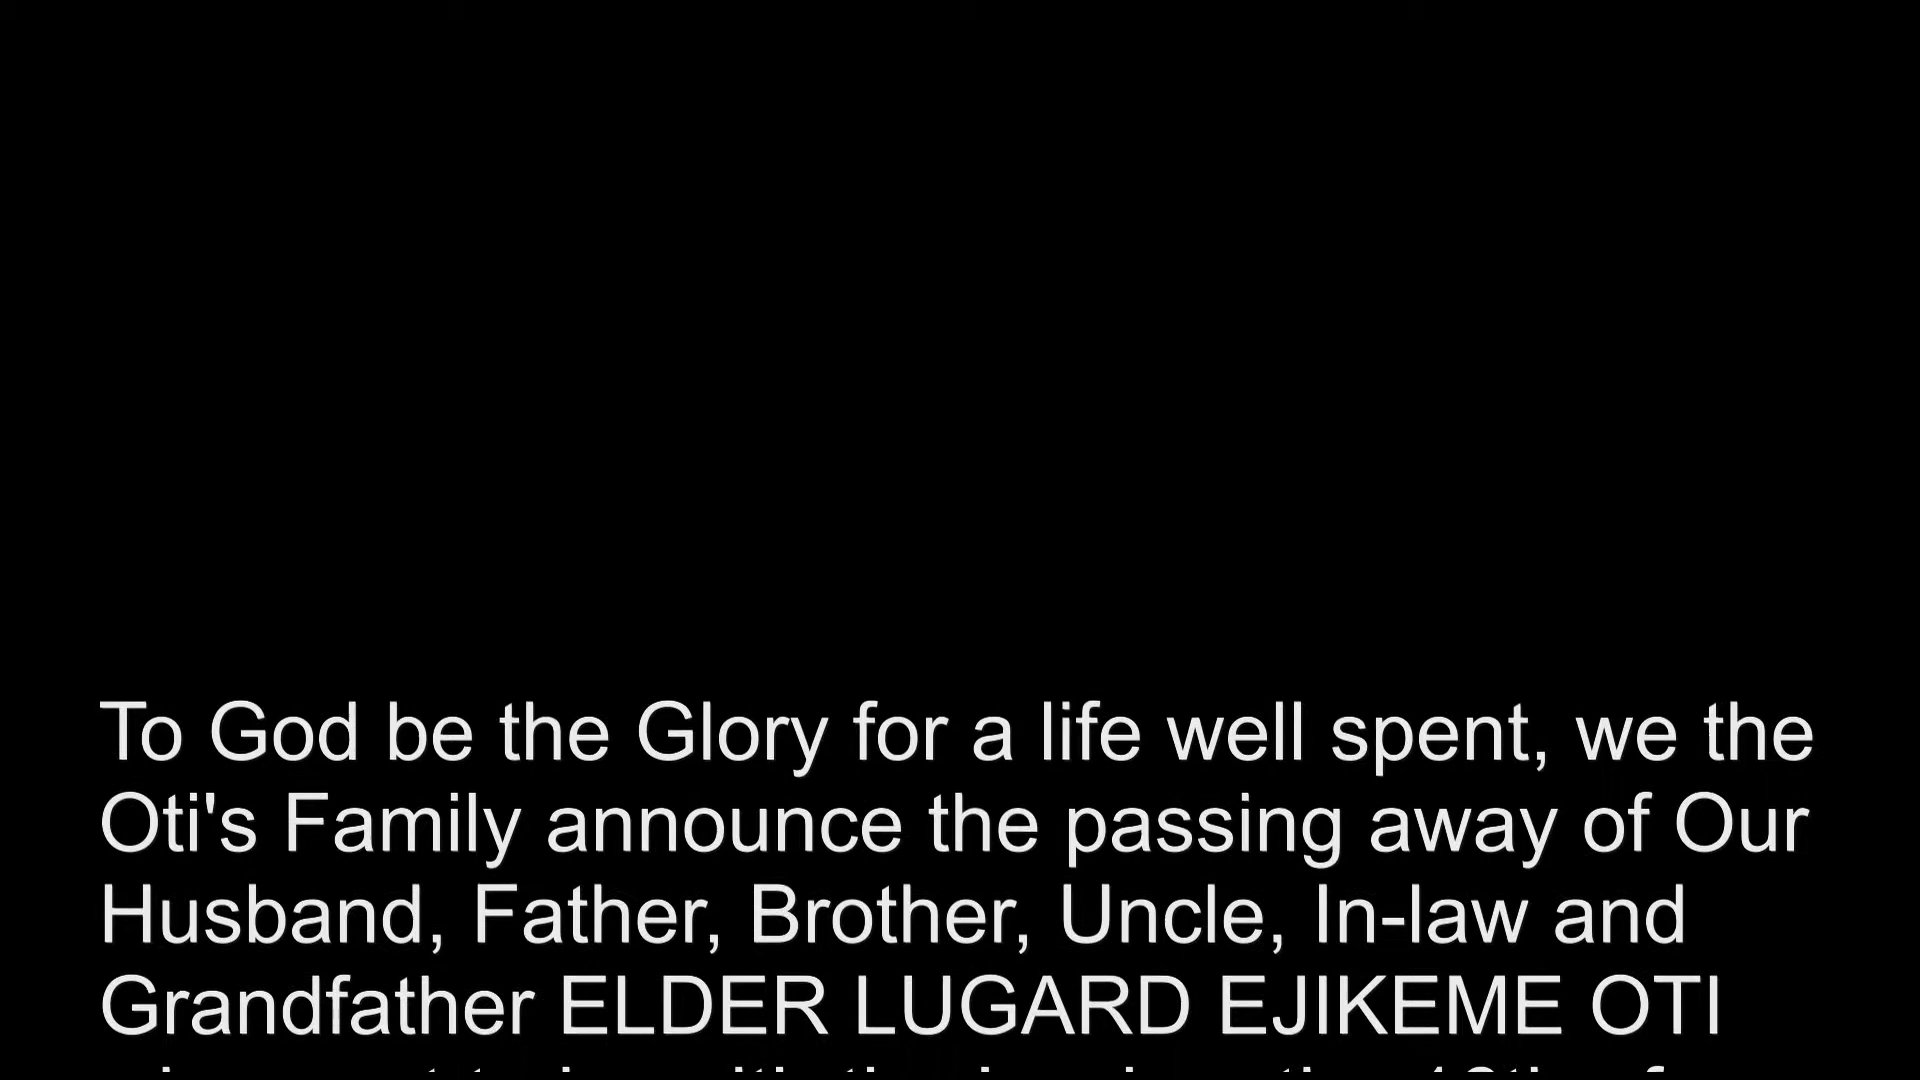 To God be the Glory for a life well spent, we the
Oti's Family announce the passing away of Our
Husband, Father, Brother, Uncle, In-law and
Grandfather ELDER LUGARD EJIKEME OTI